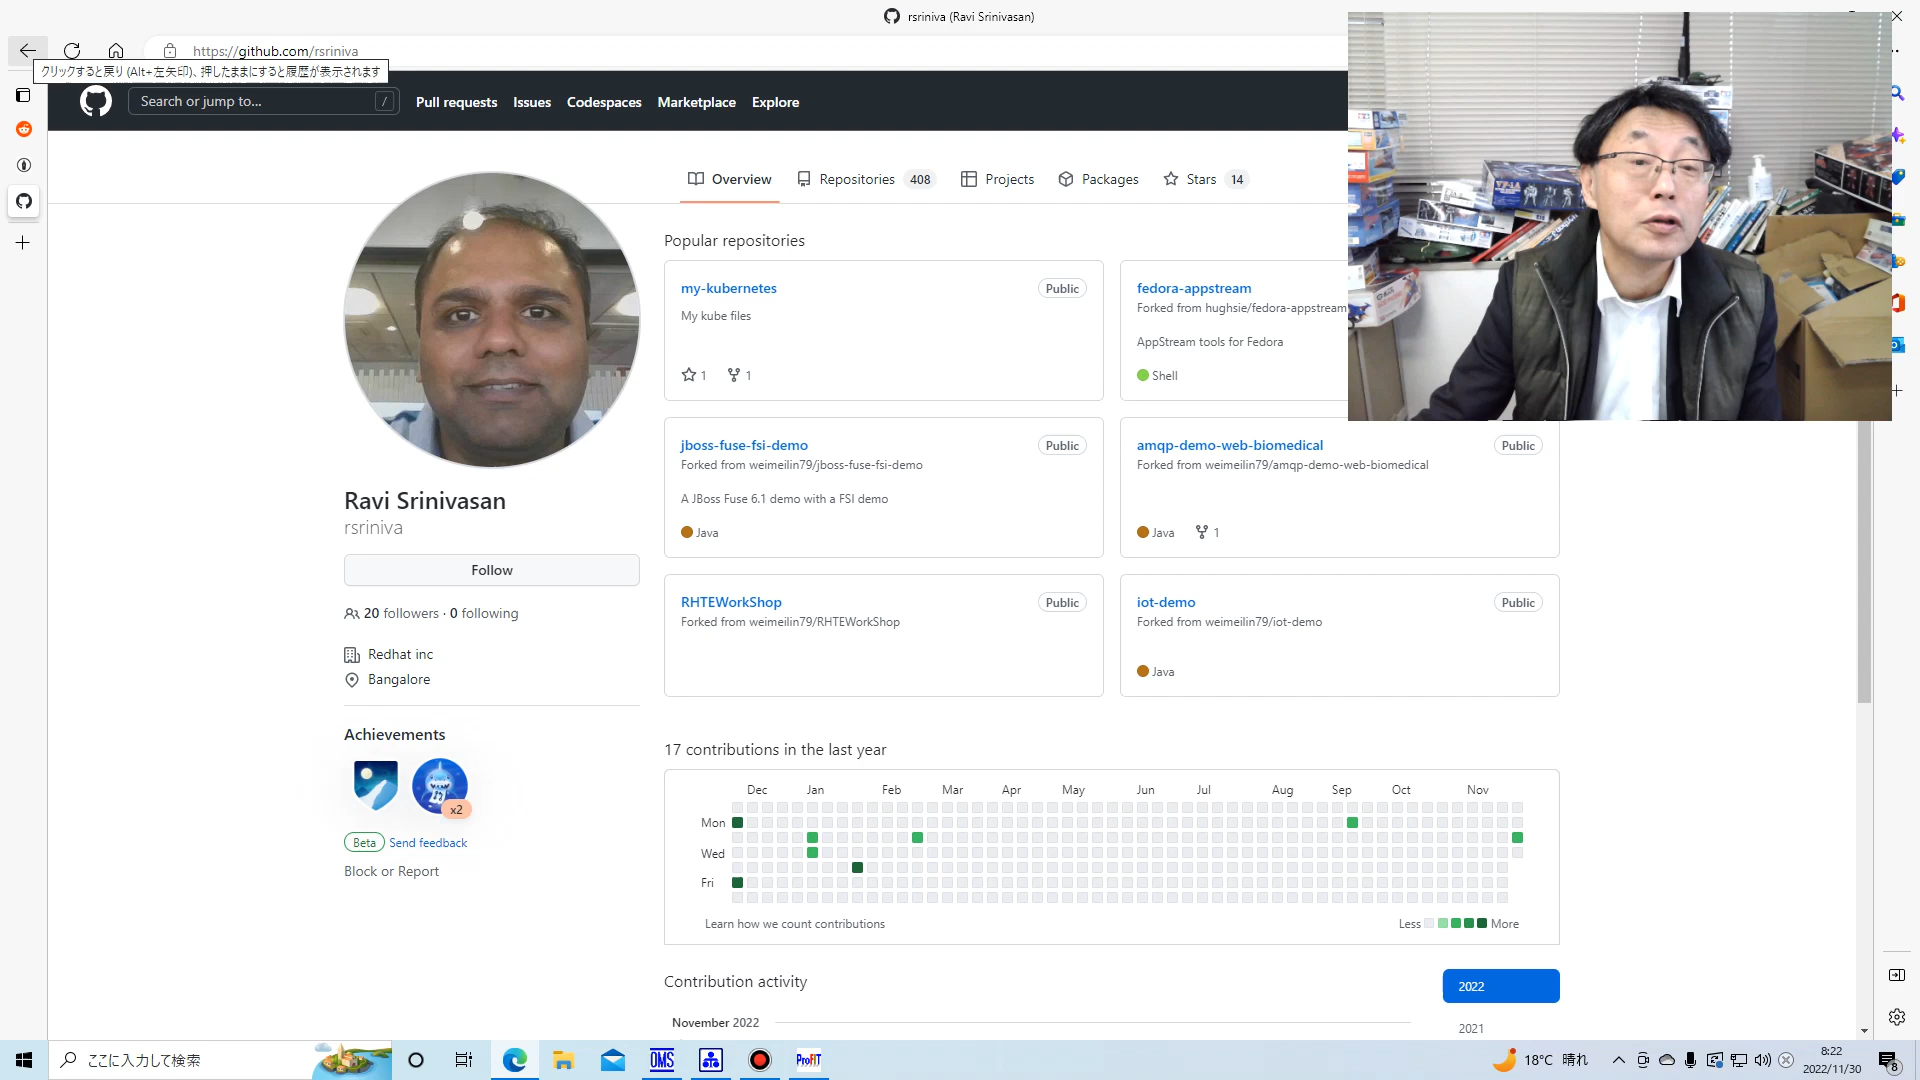 rsriniva (Ravi Srinivasan)
https://github.com/rsriniva
クリックすると戻り (Alt+左矢印)、押したままにすると履歴が表示されます
Search or jump to...
/
Pull requests
Issues
Codespaces
Marketplace
Explore
Overview
Repositories 408
Projects
Packages
Stars 14
Ravi Srinivasan
rsriniva
Follow
20 followers · 0 following
Redhat inc
Bangalore
Achievements
x2
Beta Send feedback
Block or Report
Popular repositories
my-kubernetes
Public
My kube files
1
1
fedora-appstream
Forked from hughsie/fedora-appstream
AppStream tools for Fedora
Shell
jboss-fuse-fsi-demo
Public
Forked from weimeilin79/jboss-fuse-fsi-demo
A JBoss Fuse 6.1 demo with a FSI demo
Java
amqp-demo-web-biomedical
Public
Forked from weimeilin79/amqp-demo-web-biomedical
Java
1
RHTEWorkShop
Public
Forked from weimeilin79/RHTEWorkShop
iot-demo
Public
Forked from weimeilin79/iot-demo
Java
17 contributions in the last year
Dec Jan Feb Mar Apr May Jun Jul Aug Sep Oct Nov
Mon
Wed
Fri
Learn how we count contributions
Less
More
Contribution activity
2022
November 2022
2021
ここに入力して検索
OMS
ProFIT
18°C 晴れ
8:22
2022/11/30
8